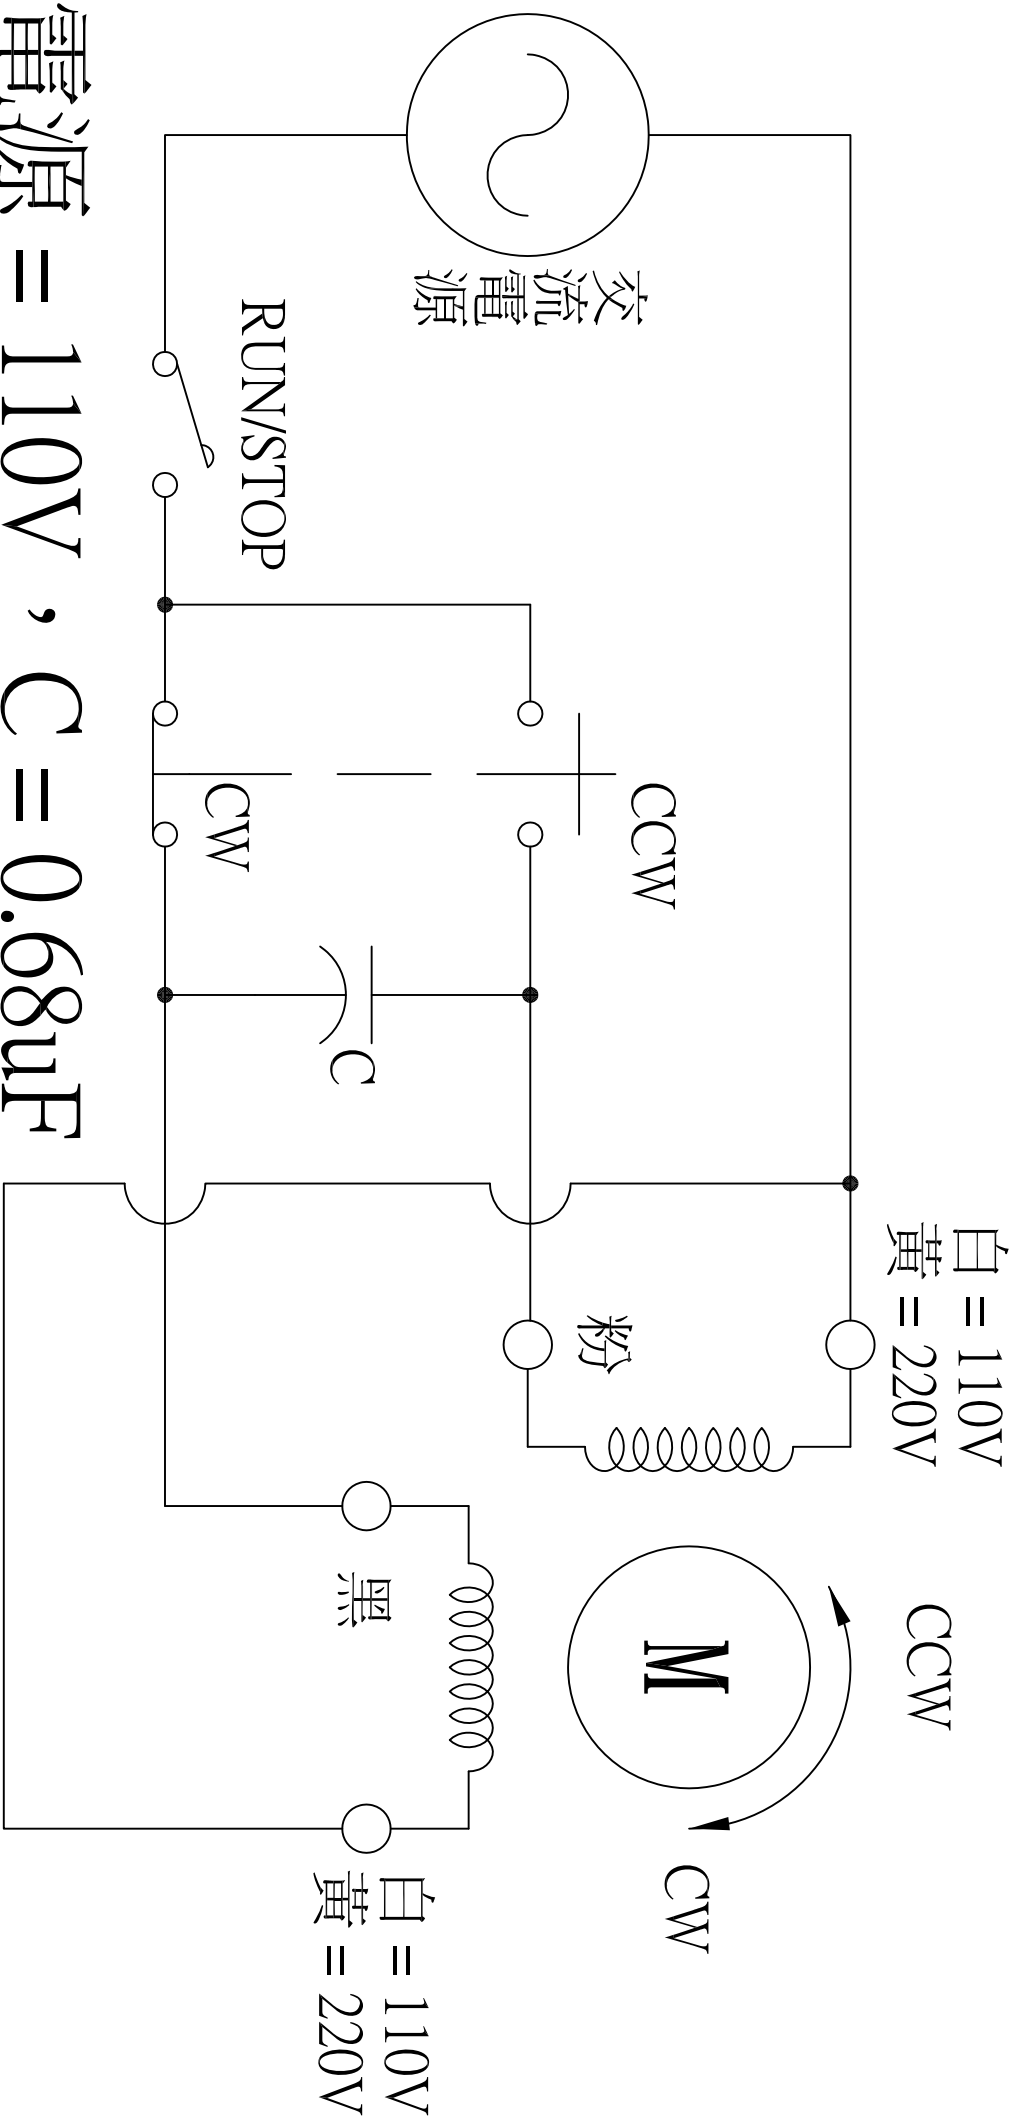 白 = 110V
黃 = 220V
CCW
CCW
交流電源
粉
M
CW
RUN/STOP
C
白 = 110V
黃 = 220V
黑
CW
電源 = 110V , C = 0.68uF